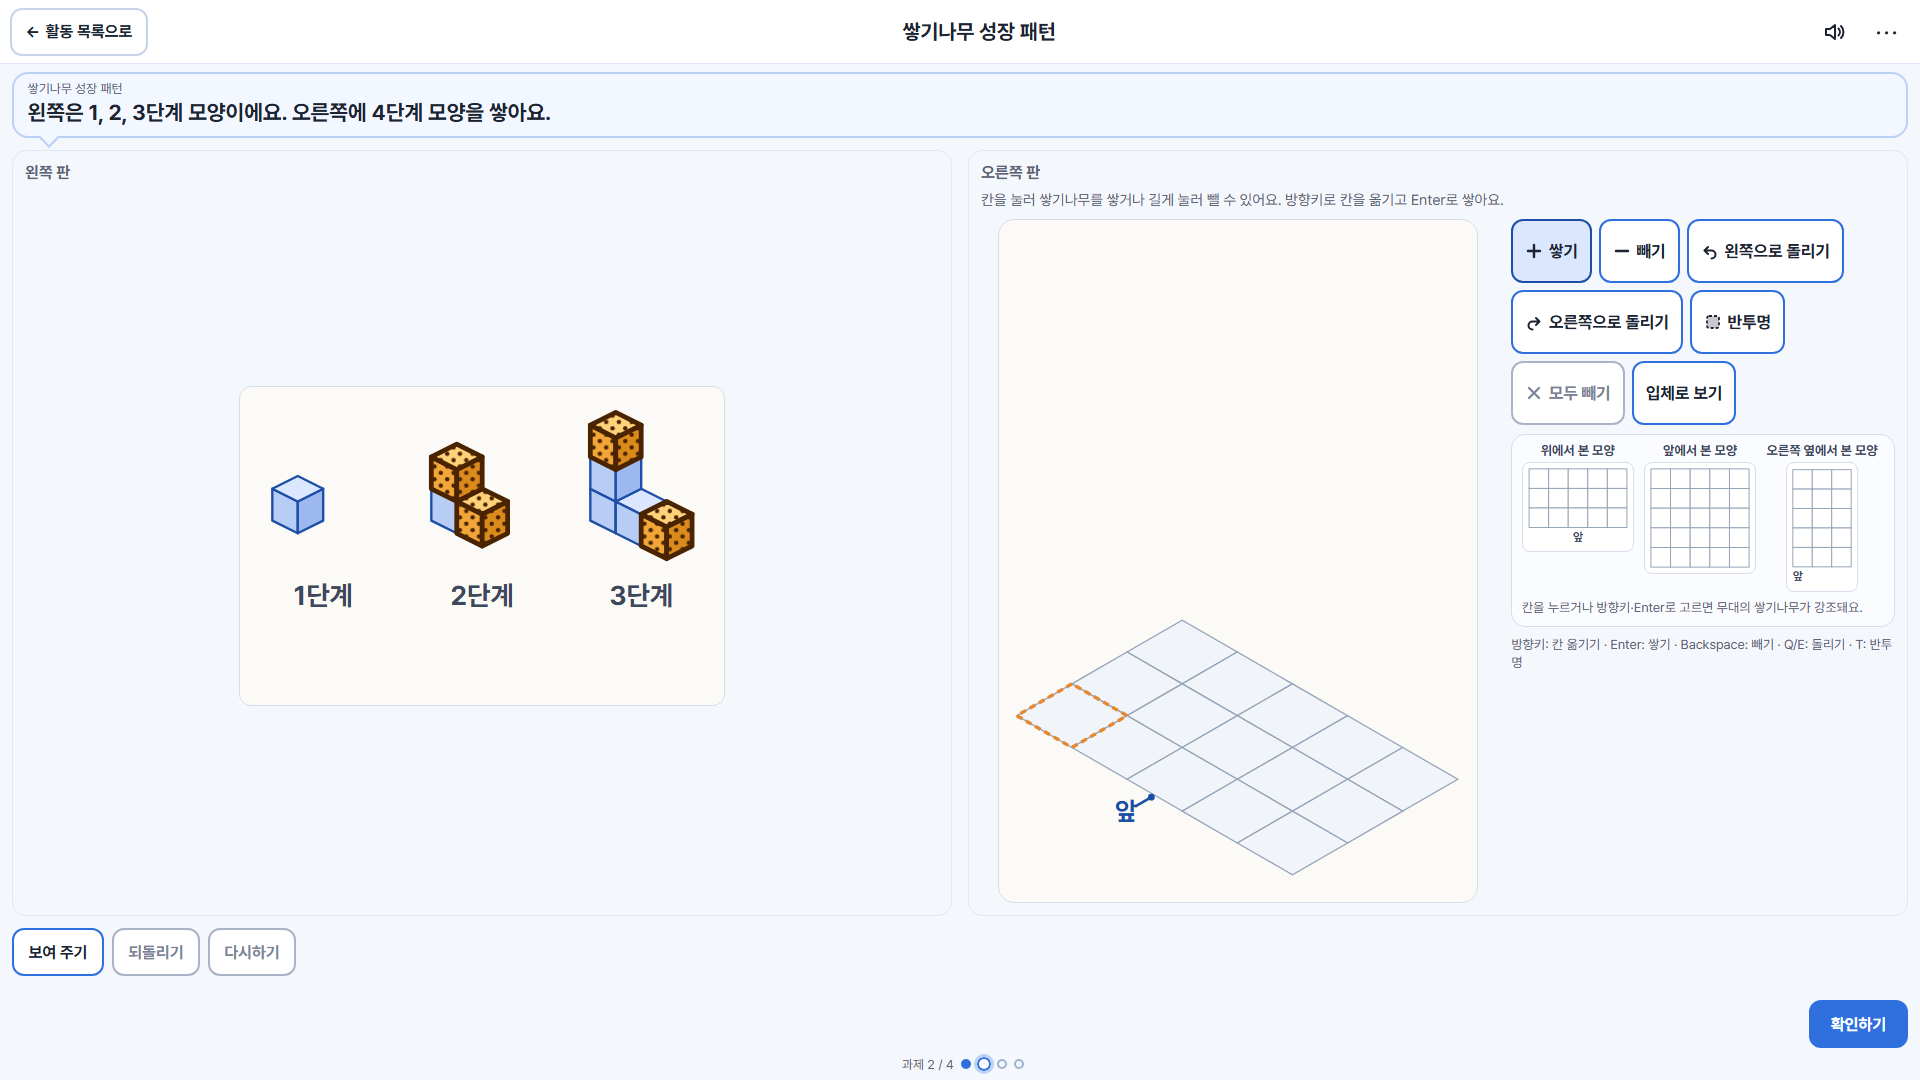 ← 활동 목록으로
쌓기나무 성장 패턴
쌓기나무 성장 패턴
왼쪽은 1, 2, 3단계 모양이에요. 오른쪽에 4단계 모양을 쌓아요.
왼쪽 판
1단계
2단계
3단계
오른쪽 판
칸을 눌러 쌓기나무를 쌓거나 길게 눌러 뺄 수 있어요. 방향키로 칸을 옮기고 Enter로 쌓아요.
앞
쌓기
빼기
왼쪽으로 돌리기
오른쪽으로 돌리기
반투명
모두 빼기
입체로 보기
위에서 본 모양
앞
앞에서 본 모양
오른쪽 옆에서 본 모양
앞
칸을 누르거나 방향키·Enter로 고르면 무대의 쌓기나무가 강조돼요.
방향키: 칸 옮기기 · Enter: 쌓기 · Backspace: 빼기 · Q/E: 돌리기 · T: 반투
명
보여 주기
되돌리기
다시하기
확인하기
과제 2 / 4